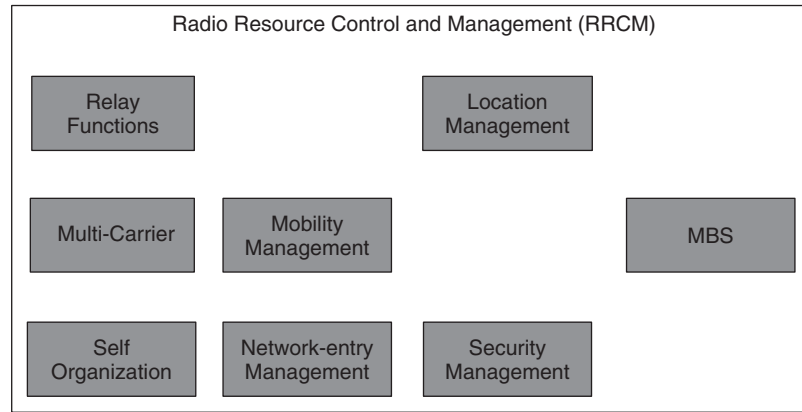 Radio Resource Control and Management (RRCM)
Relay
Functions
Location
Management
Multi-Carrier
Mobility
Management
MBS
Self
Organization
Network-entry
Management
Security
Management